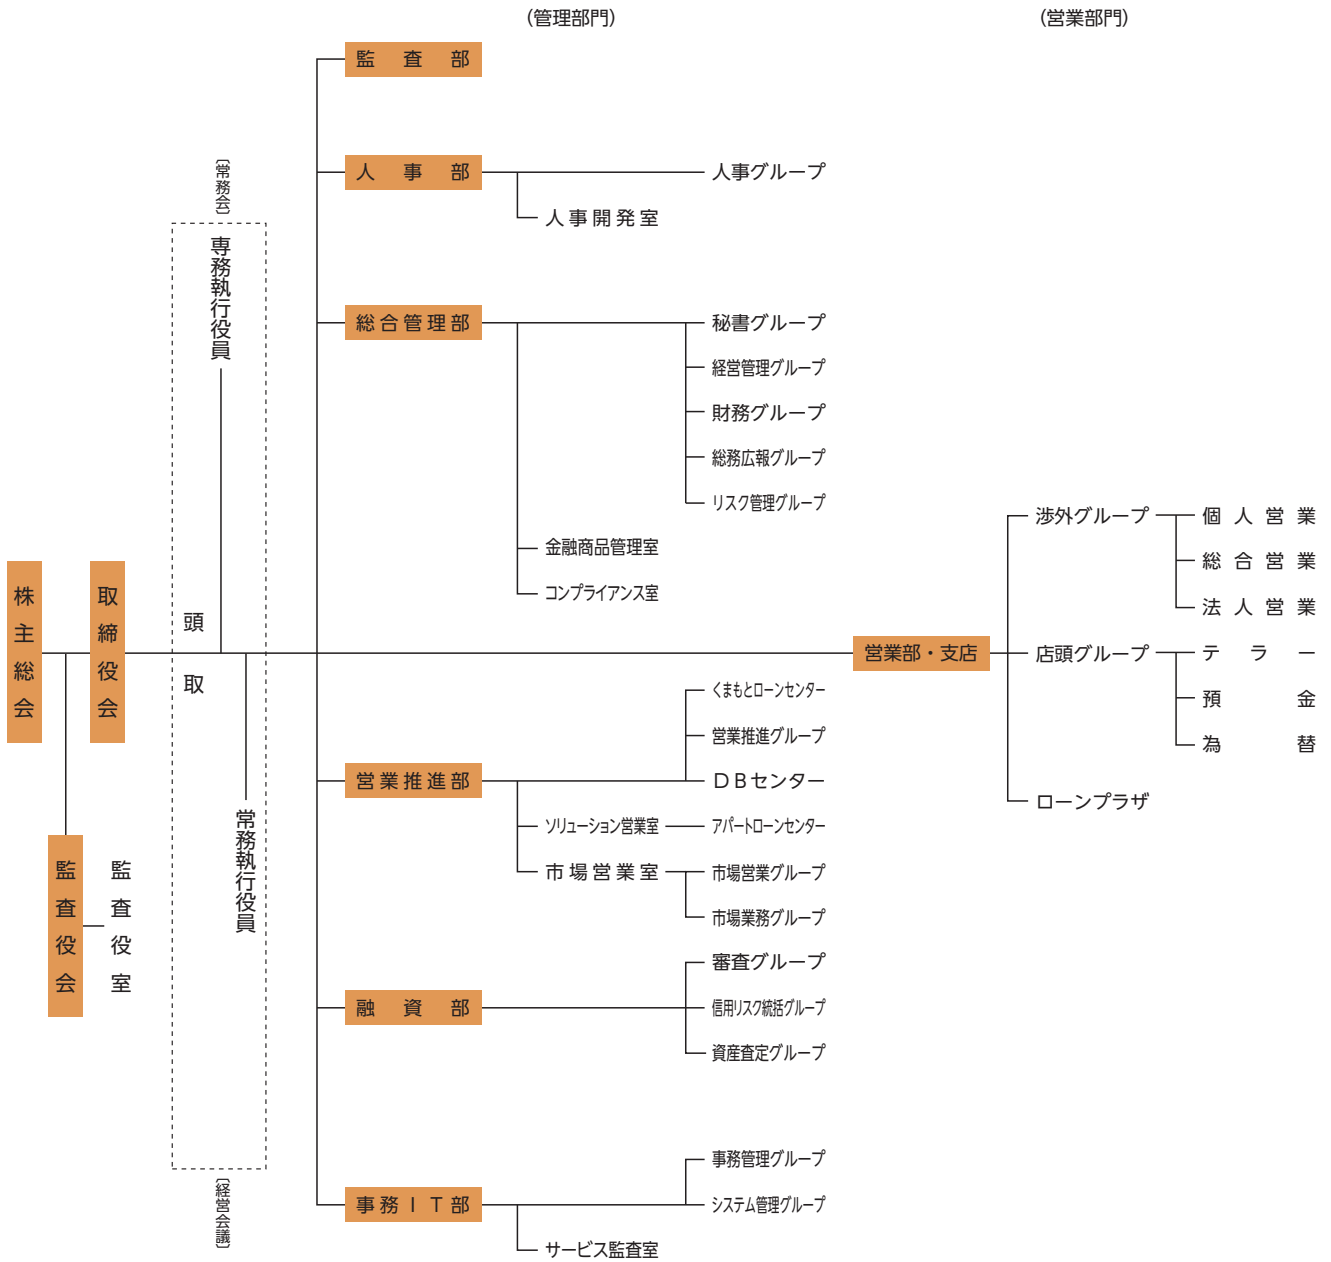 （管理部門）
（営業部門）
監査部
人事部
人事グループ
人事開発室
〔常務会〕
専務執行役員
総合管理部
秘書グループ
経営管理グループ
財務グループ
総務広報グループ
リスク管理グループ
金融商品管理室
コンプライアンス室
株主総会
取締役会
頭取
営業部・支店
渉外グループ
個人営業
総合営業
法人営業
店頭グループ
テラー
預金
為替
ローンプラザ
くまもとローンセンター
営業推進グループ
営業推進部
ＤＢセンター
ソリューション営業室
アパートローンセンター
市場営業室
市場営業グループ
市場業務グループ
常務執行役員
監査役会
監査役室
審査グループ
融資部
信用リスク統括グループ
資産査定グループ
事務管理グループ
事務ＩＴ部
システム管理グループ
サービス監査室
〔経営会議〕